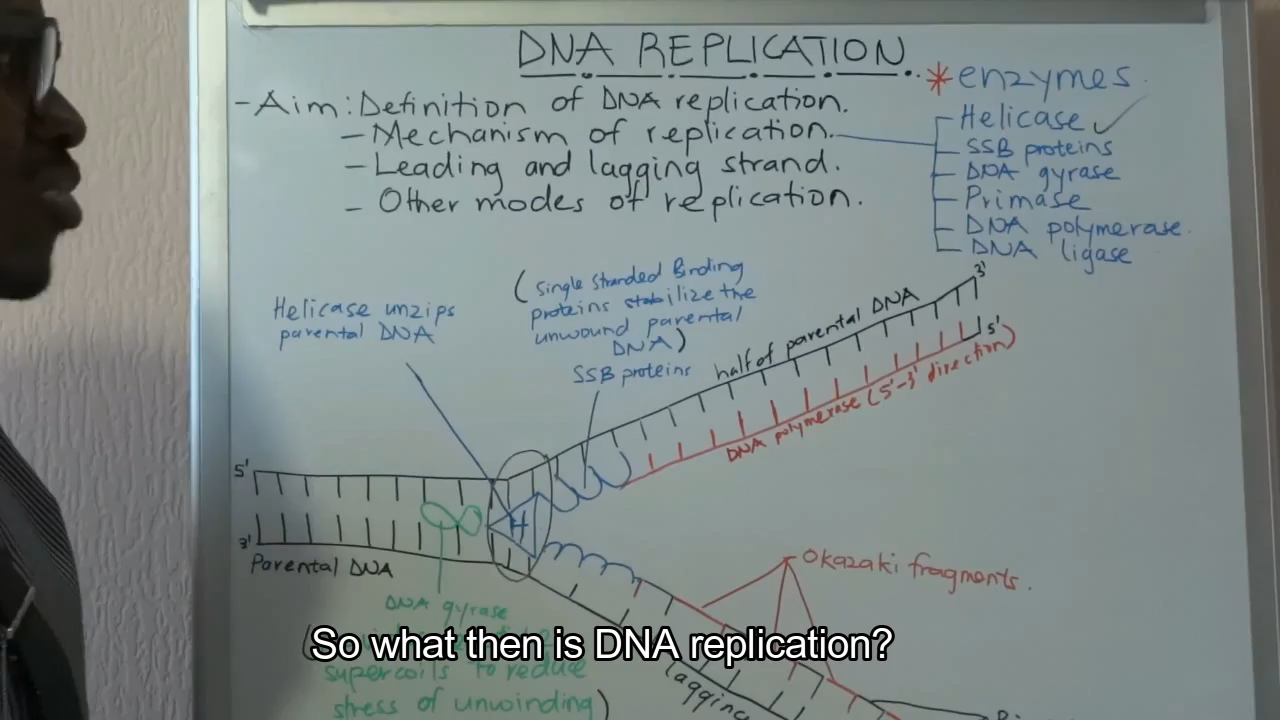 DNA REPLICATION
- Aim: Definition of DNA replication.
- Mechanism of replication.
- Leading and lagging strand.
- Other modes of replication.
* enzymes
Helicase ✓
SSB proteins
DNA gyrase
Primase
DNA polymerase.
DNA ligase
Helicase unzips
parental DNA
(Single Stranded Binding
proteins stabilize the
unwound parental
DNA)
SSB proteins
half of parental DNA
3'
5'
DNA polymerase (5'-3' direction)
5'
3'
H
Parental DNA
Okazaki fragments.
DNA gyrase
supercoils to reduce
stress of unwinding)
lagging
So what then is DNA replication?